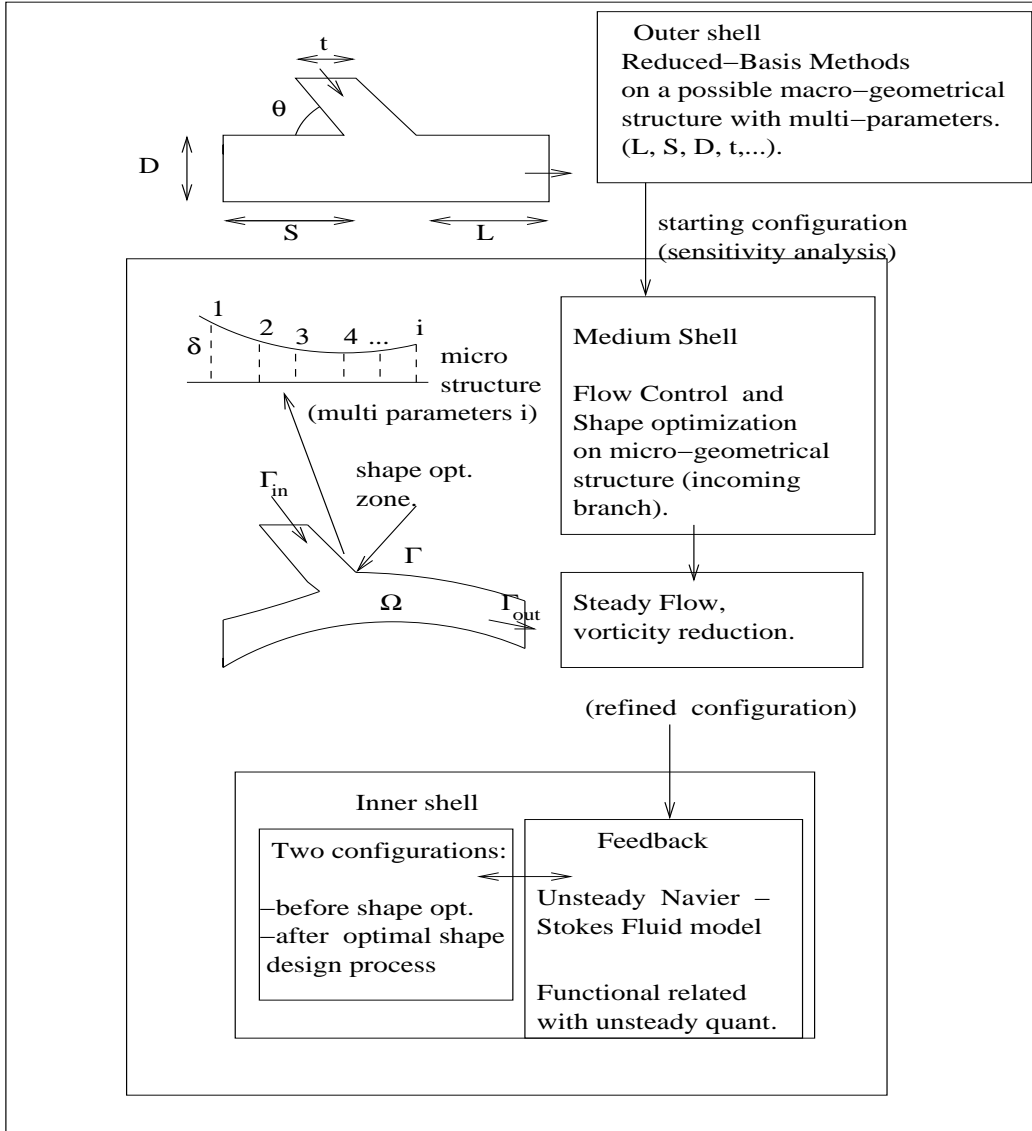 t
θ
D
S
L
Outer shell
Reduced−Basis Methods
on a possible macro−geometrical
structure with multi−parameters.
(L, S, D, t,...).
starting configuration
(sensitivity analysis)
1
2
3
4
...
i
δ
micro
structure
(multi parameters i)
Medium Shell
Flow Control and
Shape optimization
on micro−geometrical
structure (incoming
branch).
shape opt.
zone,
Γin
Γ
Ω
Γout
Steady Flow,
vorticity reduction.
(refined configuration)
Inner shell
Two configurations:
−before shape opt.
−after optimal shape
design process
Feedback
Unsteady Navier −
Stokes Fluid model
Functional related
with unsteady quant.